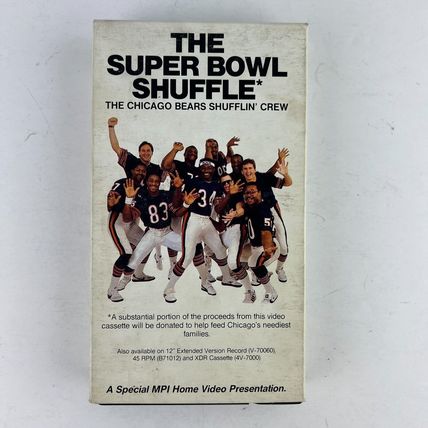 THE
SUPER BOWL
SHUFFLE*
THE CHICAGO BEARS SHUFFLIN' CREW
83
34
*A substantial portion of the proceeds from this video
cassette will be donated to help feed Chicago's neediest
families.
Also available on 12" Extended Version Record (V-70060),
45 RPM (B71012) and XDR Cassette (4V-7000)
A Special MPI Home Video Presentation.